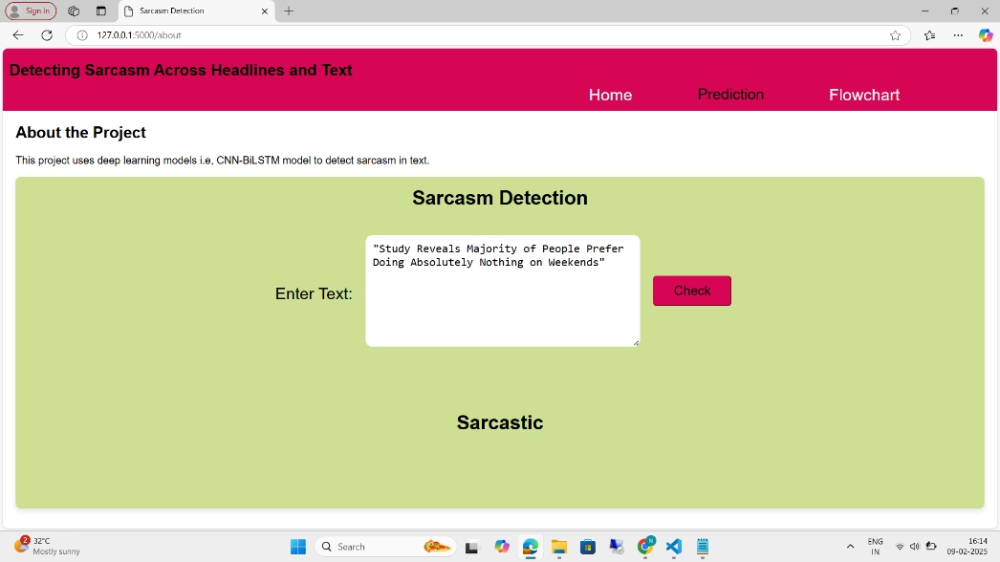 Sign in
Sarcasm Detection
127.0.0.1:5000/about
Detecting Sarcasm Across Headlines and Text
Home Prediction Flowchart
About the Project
This project uses deep learning models i.e, CNN-BiLSTM model to detect sarcasm in text.
Sarcasm Detection
Enter Text:
"Study Reveals Majority of People Prefer
Doing Absolutely Nothing on Weekends"
Check
Sarcastic
2
32°C
Mostly sunny
Search
N
ENG
IN
16:14
09-02-2025